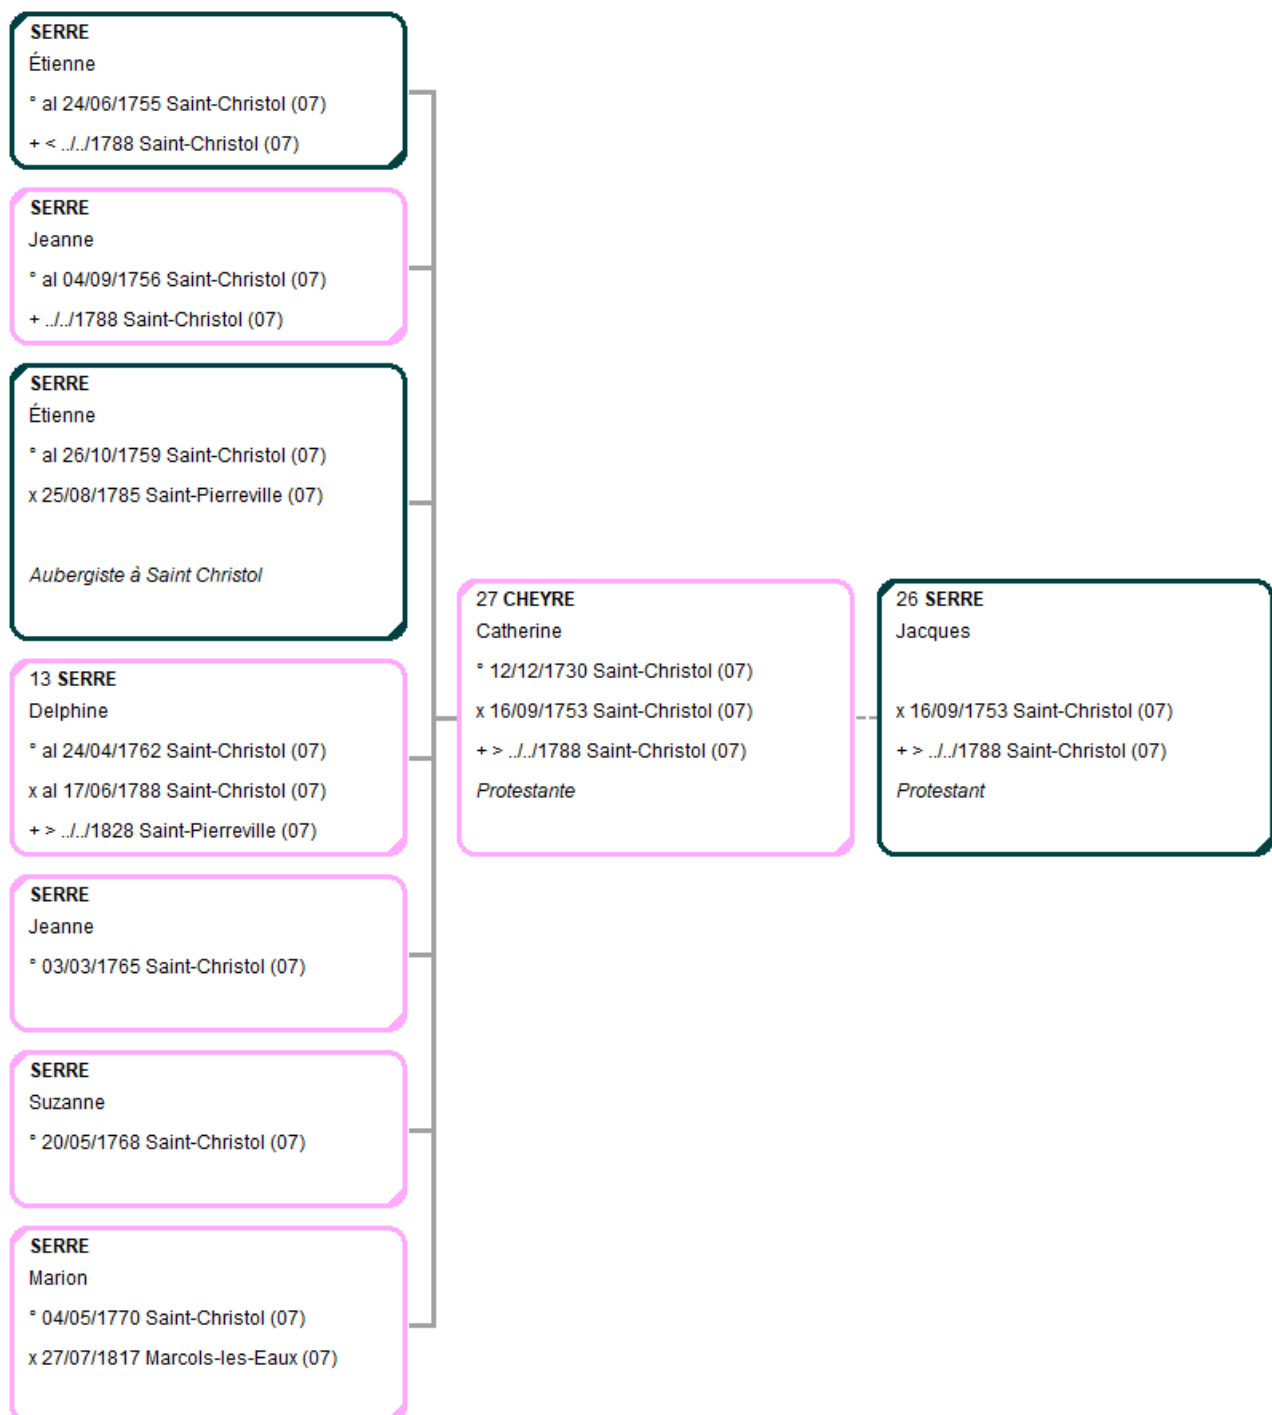 SERRE
Étienne
° al 24/06/1755 Saint-Christol (07)
+ < ../../1788 Saint-Christol (07)
SERRE
Jeanne
° al 04/09/1756 Saint-Christol (07)
+ ../../1788 Saint-Christol (07)
SERRE
Étienne
° al 26/10/1759 Saint-Christol (07)
x 25/08/1785 Saint-Pierreville (07)
Aubergiste à Saint Christol
13 SERRE
Delphine
° al 24/04/1762 Saint-Christol (07)
x al 17/06/1788 Saint-Christol (07)
+ > ../../1828 Saint-Pierreville (07)
SERRE
Jeanne
° 03/03/1765 Saint-Christol (07)
SERRE
Suzanne
° 20/05/1768 Saint-Christol (07)
SERRE
Marion
° 04/05/1770 Saint-Christol (07)
x 27/07/1817 Marcols-les-Eaux (07)
27 CHEYRE
Catherine
° 12/12/1730 Saint-Christol (07)
x 16/09/1753 Saint-Christol (07)
+ > ../../1788 Saint-Christol (07)
Protestante
26 SERRE
Jacques
x 16/09/1753 Saint-Christol (07)
+ > ../../1788 Saint-Christol (07)
Protestant